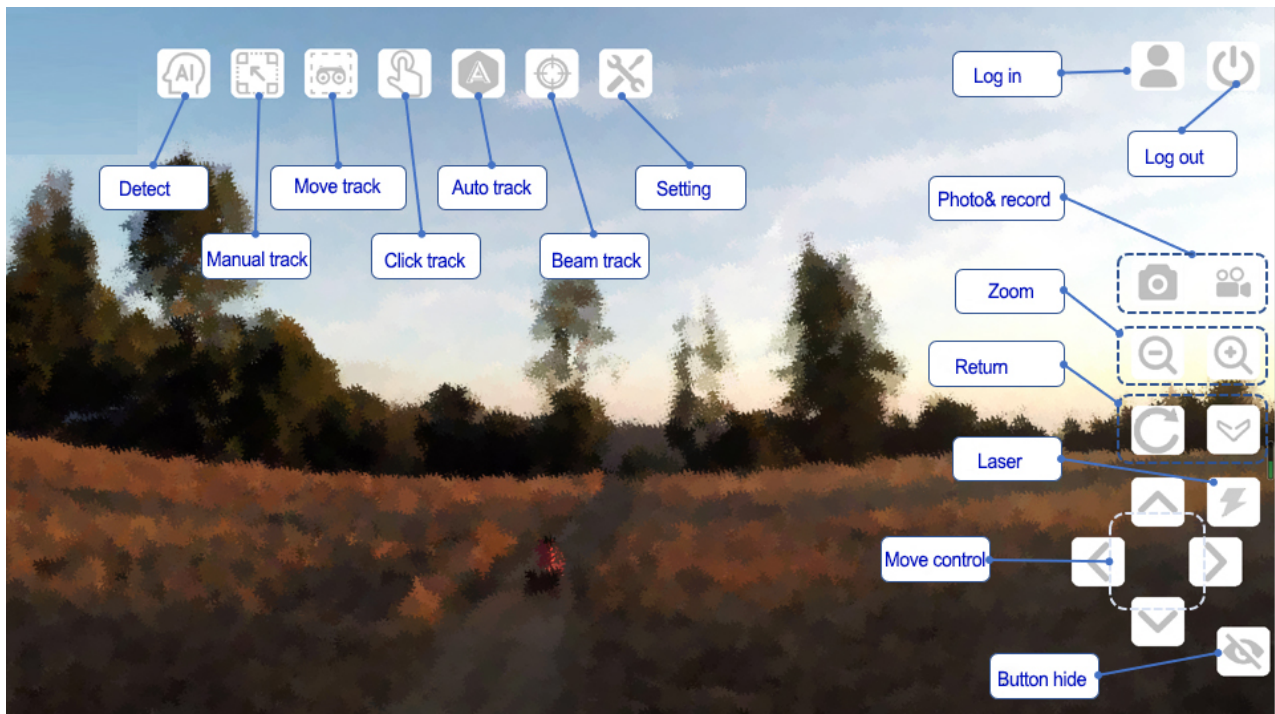 AI
A
Log in
Log out
Detect
Move track
Auto track
Setting
Photo& record
Manual track
Click track
Beam track
Zoom
Return
Laser
Move control
Button hide